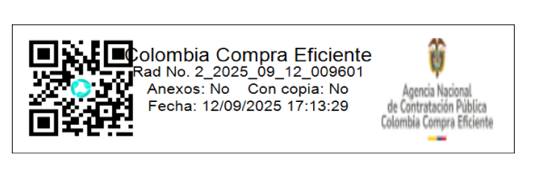 Colombia Compra Eficiente
Rad No. 2_2025_09_12_009601
Anexos: No Con copia: No
Fecha: 12/09/2025 17:13:29
Agencia Nacional
de Contratación Pública
Colombia Compra Eficiente